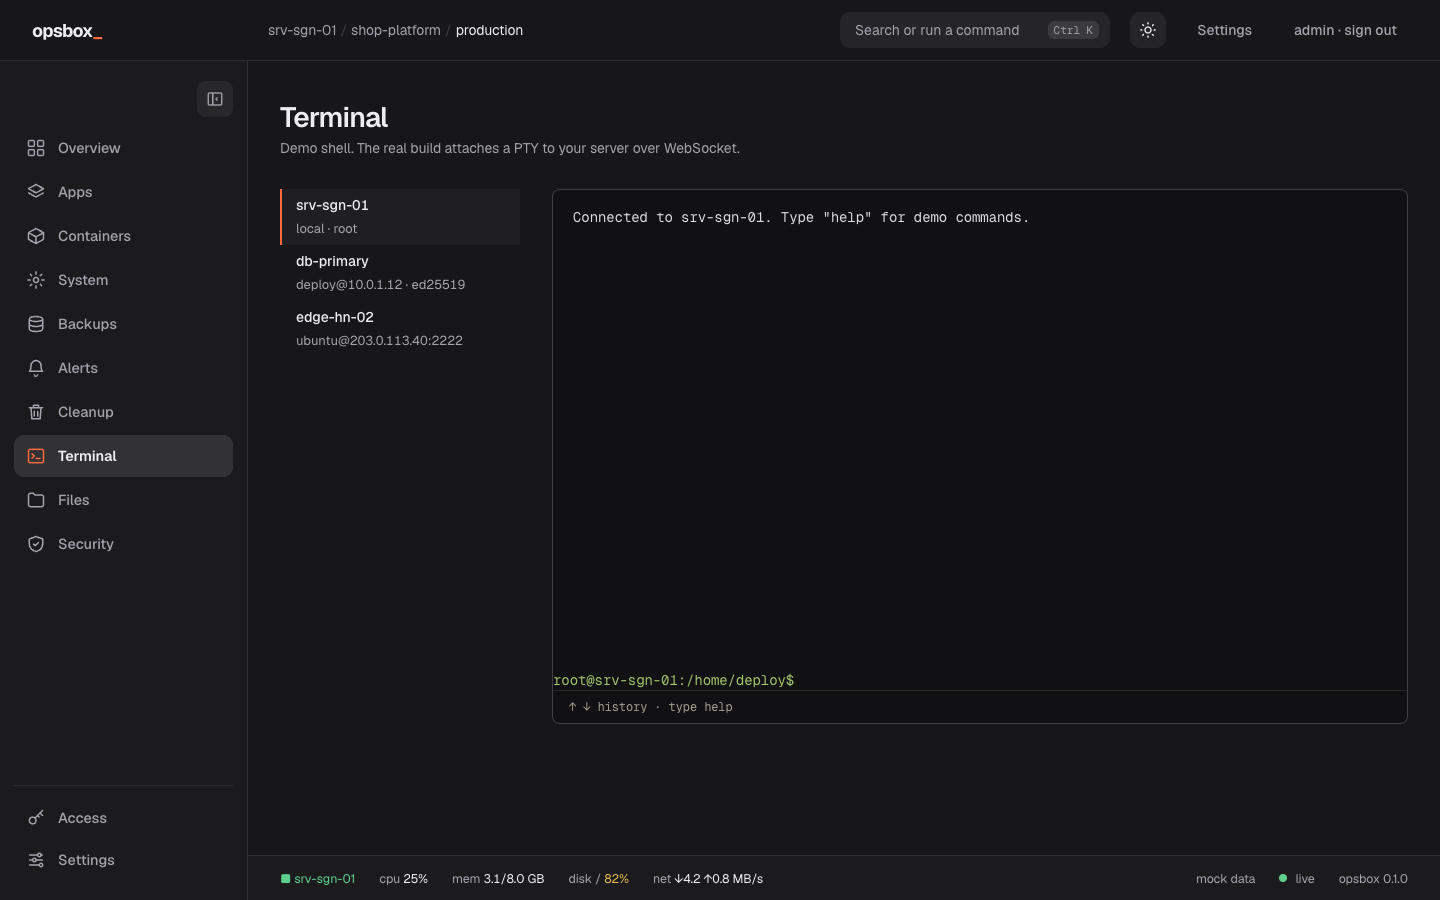 opsbox_
srv-sgn-01 / shop-platform / production
Search or run a command Ctrl K
Settings
admin · sign out
Overview
Apps
Containers
System
Backups
Alerts
Cleanup
Terminal
Files
Security
Access
Settings
Terminal
Demo shell. The real build attaches a PTY to your server over WebSocket.
srv-sgn-01
local · root
db-primary
deploy@10.0.1.12 · ed25519
edge-hn-02
ubuntu@203.0.113.40:2222
Connected to srv-sgn-01. Type "help" for demo commands.
root@srv-sgn-01:/home/deploy$
↑ ↓ history · type help
srv-sgn-01 cpu 25% mem 3.1/8.0 GB disk / 82% net ↓4.2 ↑0.8 MB/s mock data live opsbox 0.1.0